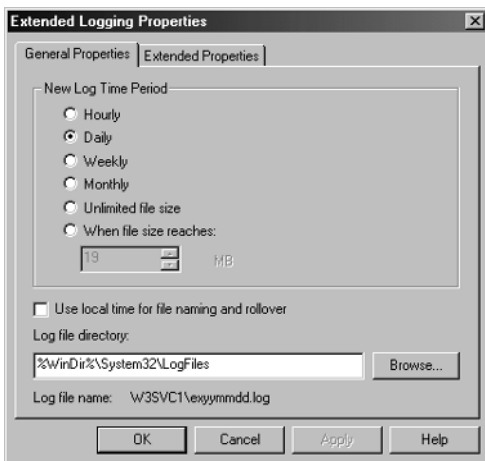 Extended Logging Properties
General Properties
Extended Properties
New Log Time Period
Hourly
Daily
Weekly
Monthly
Unlimited file size
When file size reaches:
19 MB
Use local time for file naming and rollover
Log file directory:
%WinDir%\System32\LogFiles
Browse...
Log file name: W3SVC1\exyymmdd.log
OK Cancel Apply Help